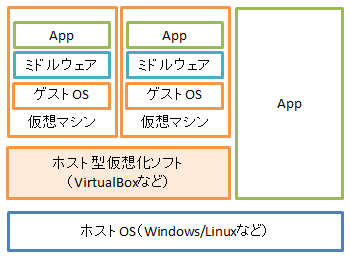 App
ミドルウェア
ゲストOS
仮想マシン
App
ミドルウェア
ゲストOS
仮想マシン
App
ホスト型仮想化ソフト
（VirtualBoxなど）
ホストOS（Windows/Linuxなど）